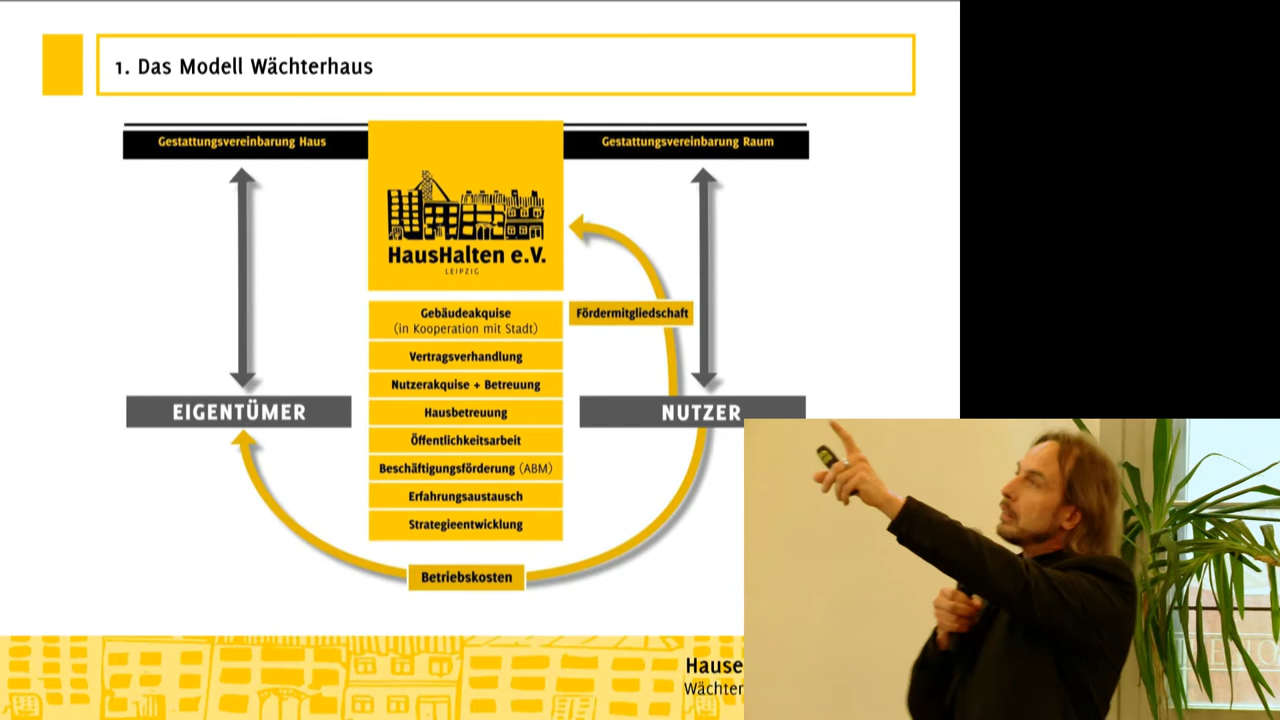 1. Das Modell Wächterhaus
Gestattungsvereinbarung Haus
Gestattungsvereinbarung Raum
HausHalten e.V.
LEIPZIG
Gebäudeakquise
(in Kooperation mit Stadt)
Fördermitgliedschaft
Vertragsverhandlung
Nutzerakquise + Betreuung
EIGENTÜMER
Hausbetreuung
NUTZER
Öffentlichkeitsarbeit
Beschäftigungsförderung (ABM)
Erfahrungsaustausch
Strategieentwicklung
Betriebskosten
Hause
Wächter